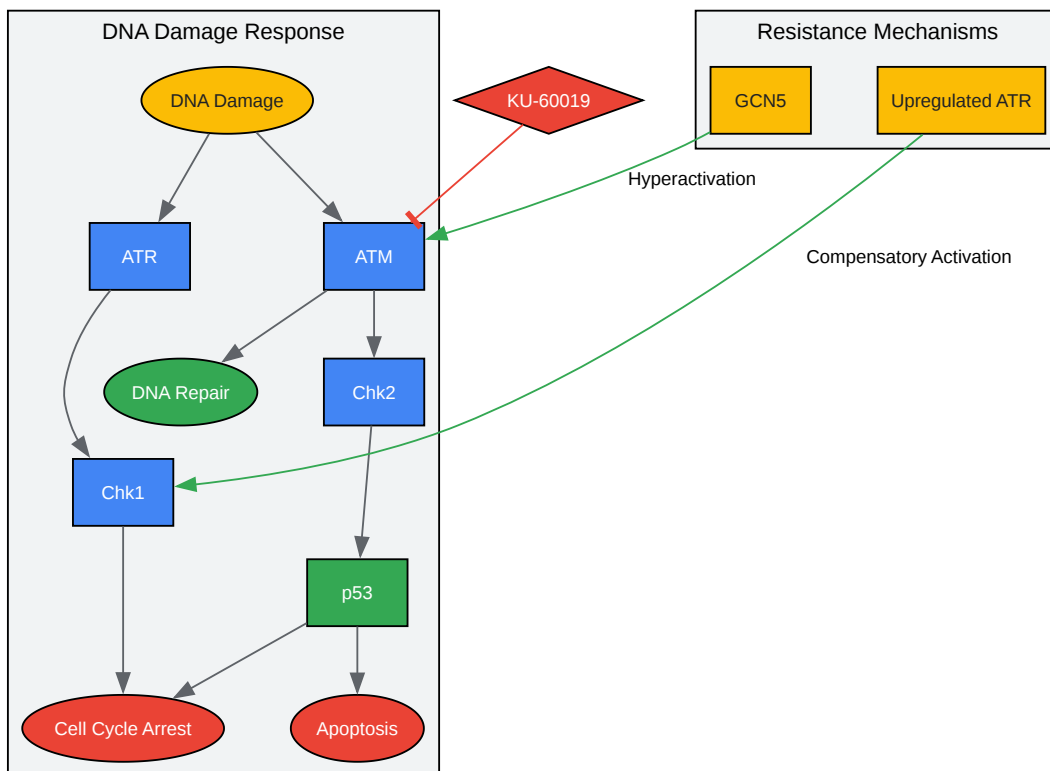 DNA Damage Response
Resistance Mechanisms
DNA Damage
KU-60019
GCN5
Upregulated ATR
Hyperactivation
ATR
ATM
Compensatory Activation
DNA Repair
Chk2
Chk1
p53
Cell Cycle Arrest
Apoptosis